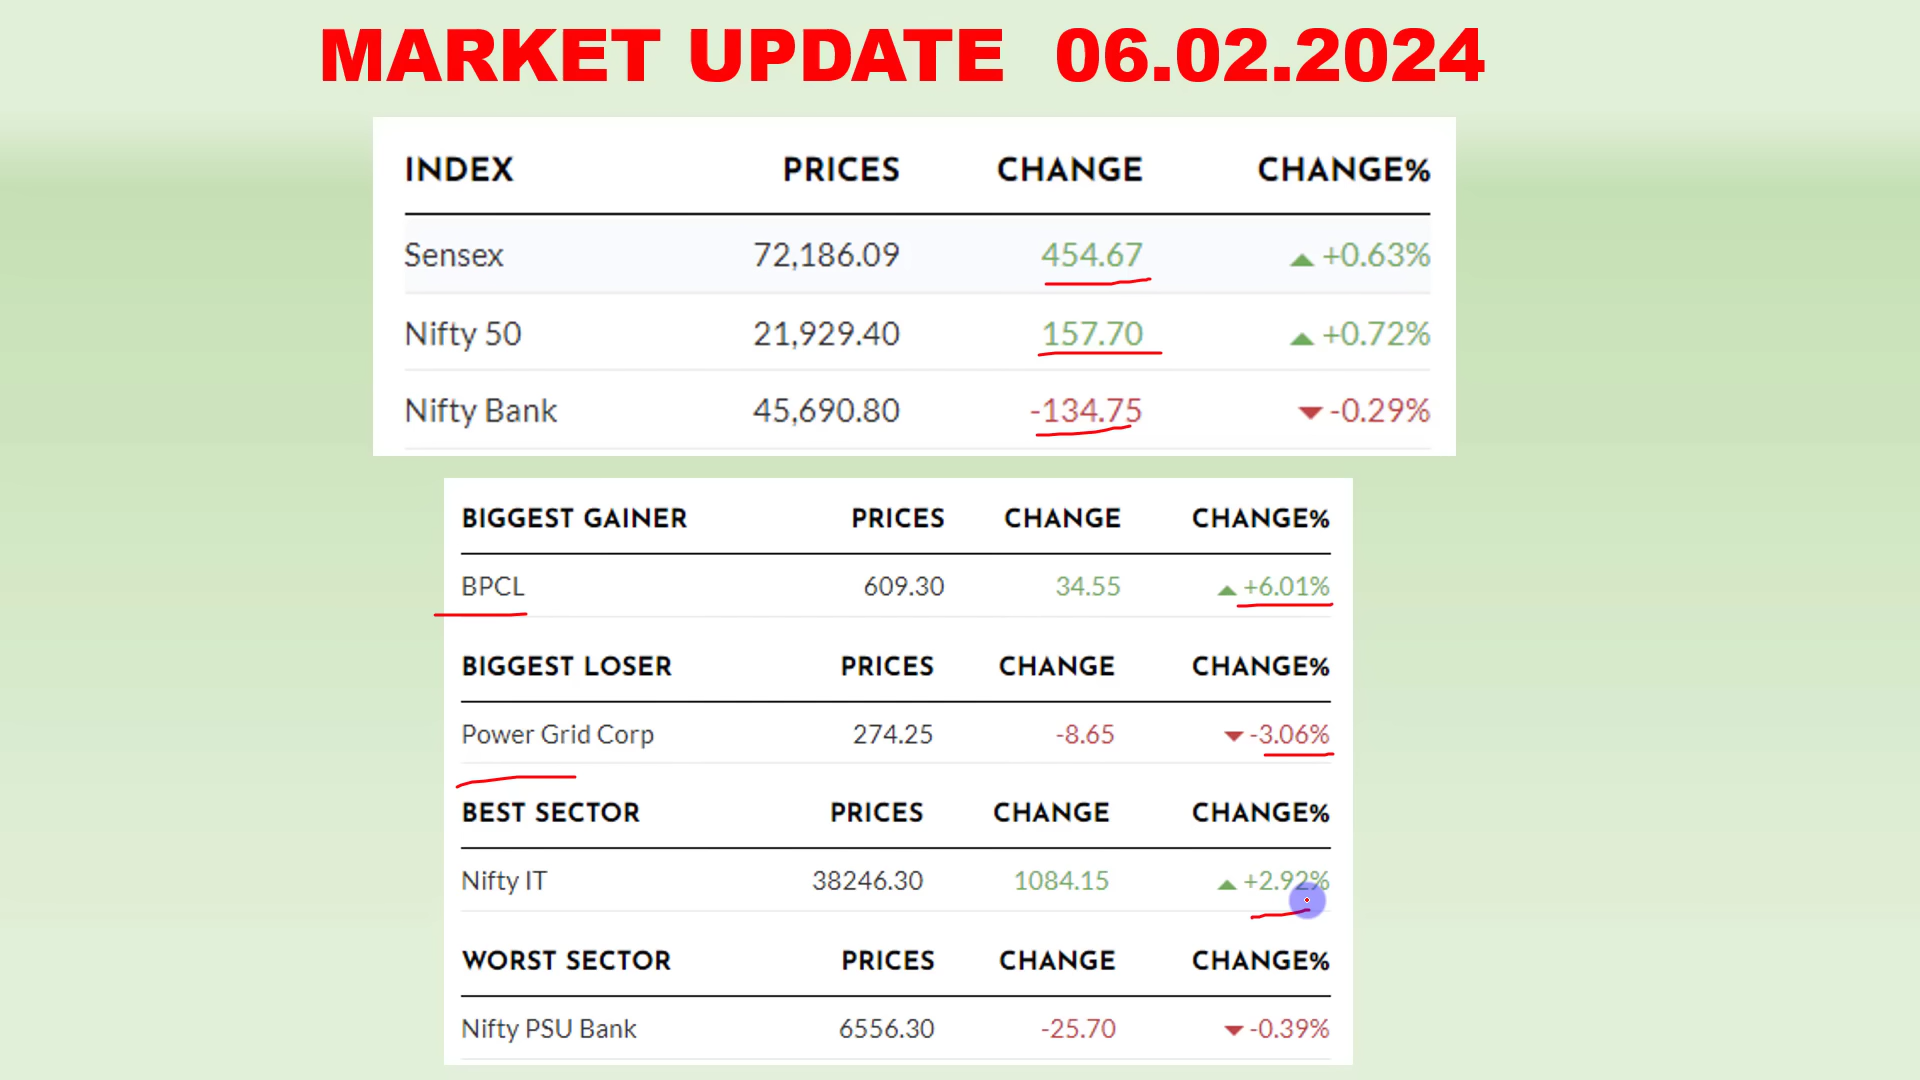 MARKET UPDATE 06.02.2024
INDEX PRICES CHANGE CHANGE%
Sensex 72,186.09 454.67 ▲ +0.63%
Nifty 50 21,929.40 157.70 ▲ +0.72%
Nifty Bank 45,690.80 -134.75 ▼ -0.29%
BIGGEST GAINER PRICES CHANGE CHANGE%
BPCL 609.30 34.55 ▲ +6.01%
BIGGEST LOSER PRICES CHANGE CHANGE%
Power Grid Corp 274.25 -8.65 ▼ -3.06%
BEST SECTOR PRICES CHANGE CHANGE%
Nifty IT 38246.30 1084.15 ▲ +2.92%
WORST SECTOR PRICES CHANGE CHANGE%
Nifty PSU Bank 6556.30 -25.70 ▼ -0.39%